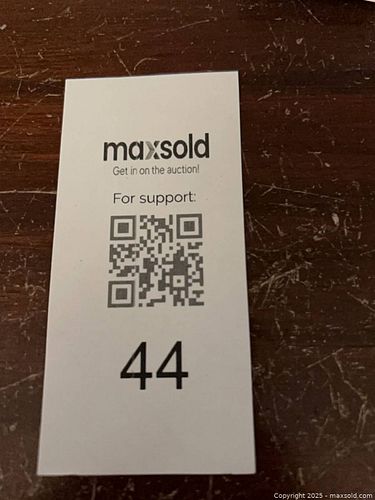 maxsold
Get in on the auction!
For support:
44
Copyright 2025 - maxsold.com